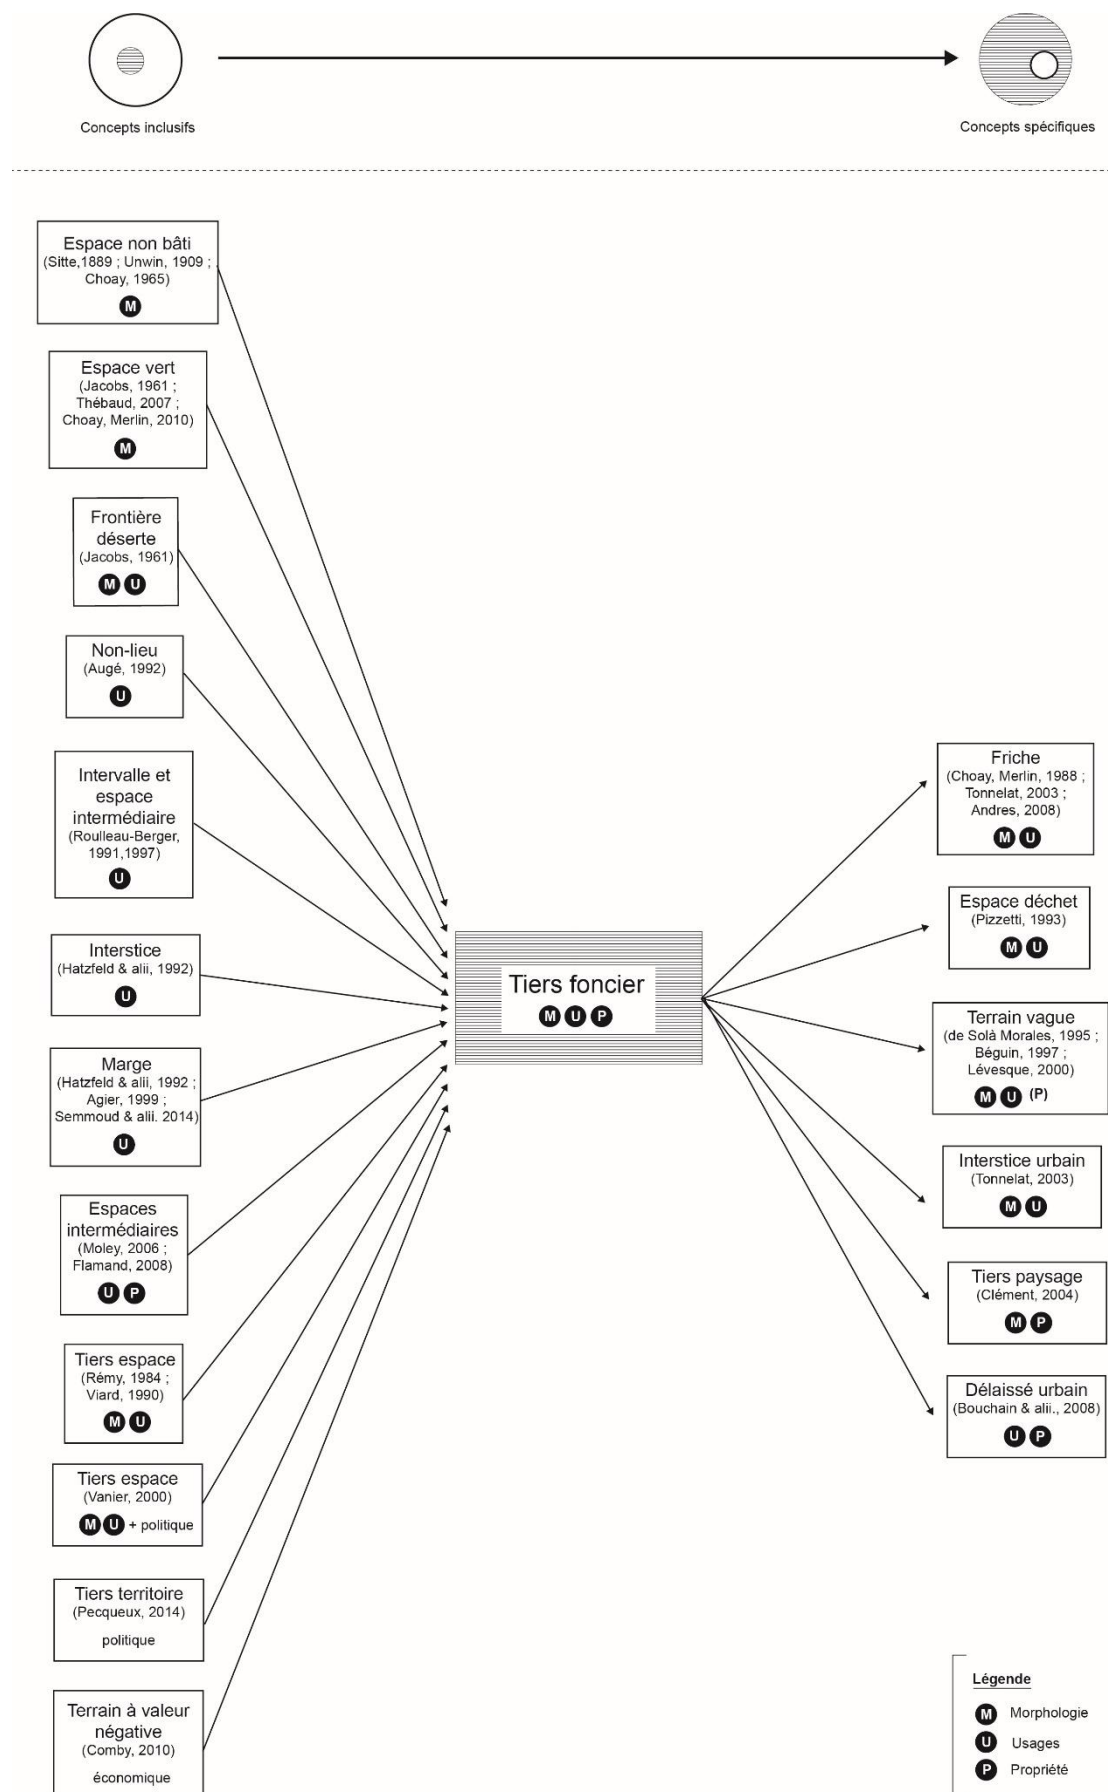 Concepts inclusifs
Concepts spécifiques
Espace non bâti
(Sitte,1889 ; Unwin, 1909 ;
Choay, 1965)
M
Espace vert
(Jacobs, 1961 ;
Thébaud, 2007 ;
Choay, Merlin, 2010)
M
Frontière
déserte
(Jacobs, 1961)
M U
Non-lieu
(Augé, 1992)
U
Intervalle et
espace
intermédiaire
(Roulleau-Berger,
1991,1997)
U
Interstice
(Hatzfeld & alii, 1992)
U
Marge
(Hatzfeld & alii, 1992 ;
Agier, 1999 ;
Semmoud & alii. 2014)
U
Espaces
intermédiaires
(Moley, 2006 ;
Flamand, 2008)
U P
Tiers espace
(Rémy, 1984 ;
Viard, 1990)
M U
Tiers espace
(Vanier, 2000)
M U + politique
Tiers territoire
(Pecqueux, 2014)
politique
Terrain à valeur
négative
(Comby, 2010)
économique
Tiers foncier
M U P
Friche
(Choay, Merlin, 1988 ;
Tonnelat, 2003 ;
Andres, 2008)
M U
Espace déchet
(Pizzetti, 1993)
M U
Terrain vague
(de Solà Morales, 1995 ;
Béguin, 1997 ;
Lévesque, 2000)
M U (P)
Interstice urbain
(Tonnelat, 2003)
M U
Tiers paysage
(Clément, 2004)
M P
Délaissé urbain
(Bouchain & alii., 2008)
U P
Légende
M Morphologie
U Usages
P Propriété